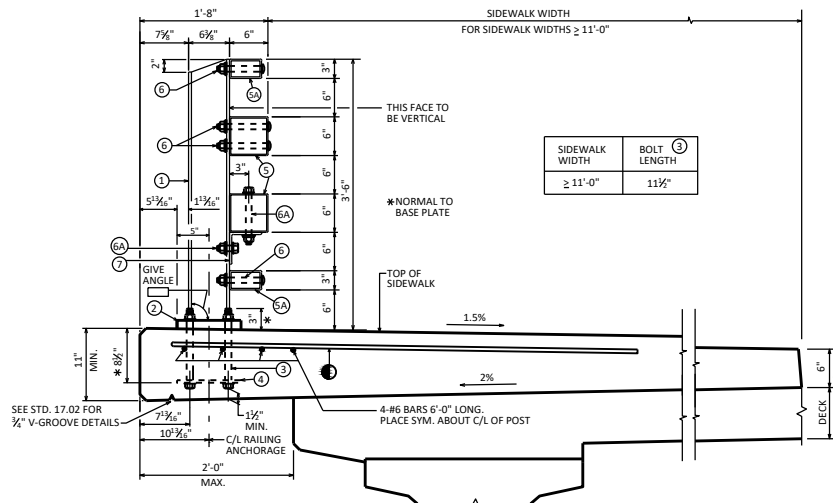 1'-8"
SIDEWALK WIDTH
FOR SIDEWALK WIDTHS ≥ 11'-0"
7⅝"
6⅜"
6"
2"
6
5A
3"
6"
THIS FACE TO
BE VERTICAL
6
6"
SIDEWALK
WIDTH
BOLT 3
LENGTH
≥ 11'-0"
11½"
1
3"
5
6"
3'-6"
5 13/16"
1 13/16"
6A
6"
*NORMAL TO
BASE PLATE
5"
6A
7
6
6"
GIVE
ANGLE
3"
5A
TOP OF
SIDEWALK
2
3"
*
6"
1.5%
11"
MIN.
* 8½"
3
4
2%
6"
SEE STD. 17.02 FOR
¾" V-GROOVE DETAILS
7 13/16"
1½"
MIN.
4-#6 BARS 6'-0" LONG.
PLACE SYM. ABOUT C/L OF POST
DECK
10 13/16"
C/L RAILING
ANCHORAGE
2'-0"
MAX.